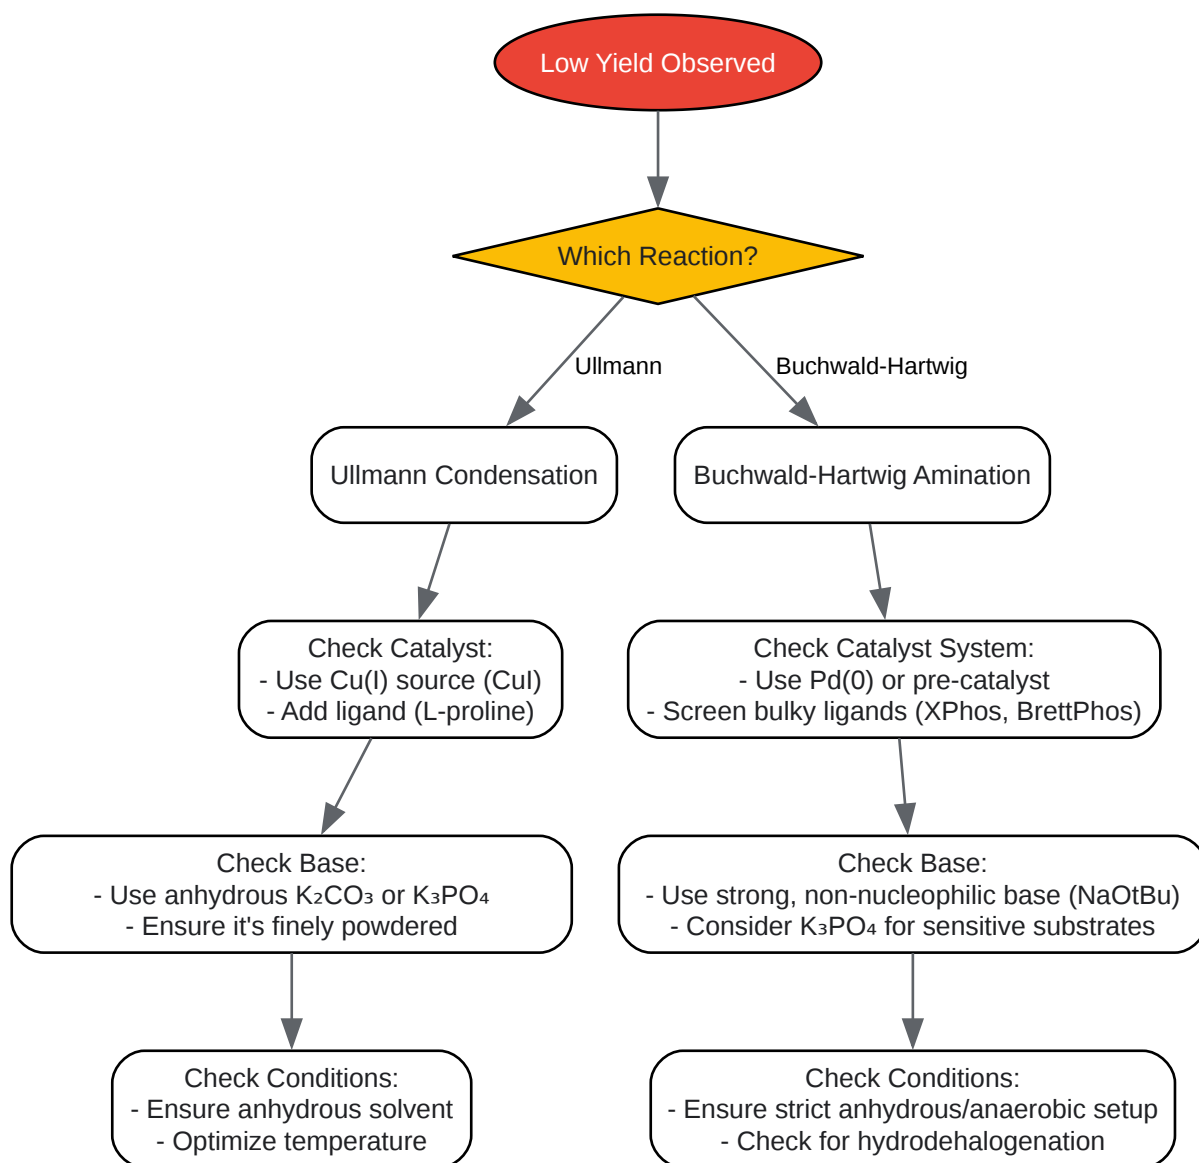 Low Yield Observed
Which Reaction?
Ullmann
Buchwald-Hartwig
Ullmann Condensation
Buchwald-Hartwig Amination
Check Catalyst:
- Use Cu(I) source (CuI)
- Add ligand (L-proline)
Check Catalyst System:
- Use Pd(0) or pre-catalyst
- Screen bulky ligands (XPhos, BrettPhos)
Check Base:
- Use anhydrous K₂CO₃ or K₃PO₄
- Ensure it's finely powdered
Check Base:
- Use strong, non-nucleophilic base (NaOtBu)
- Consider K₃PO₄ for sensitive substrates
Check Conditions:
- Ensure anhydrous solvent
- Optimize temperature
Check Conditions:
- Ensure strict anhydrous/anaerobic setup
- Check for hydrodehalogenation